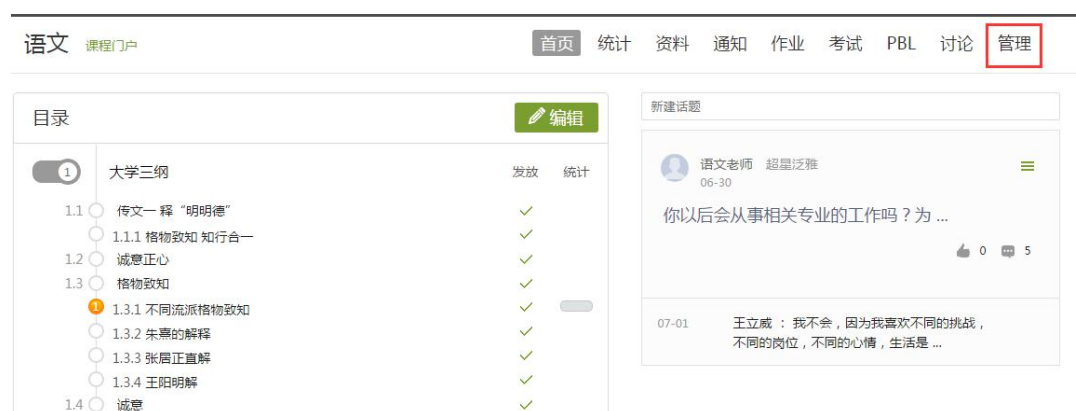 语文 课程门户 首页 统计 资料 通知 作业 考试 PBL 讨论 管理
目录 编辑
1 大学三纲 发放 统计
1.1 传文一 释“明明德”
1.1.1 格物致知 知行合一
1.2 诚意正心
1.3 格物致知
1 1.3.1 不同流派格物致知
1.3.2 朱熹的解释
1.3.3 张居正直解
1.3.4 王阳明解
1.4 诚意
新建话题
语文老师 超星泛雅
06-30
你以后会从事相关专业的工作吗？为 ...
0 5
07-01 王立威 ： 我不会，因为我喜欢不同的挑战，
不同的岗位，不同的心情，生活是 ...